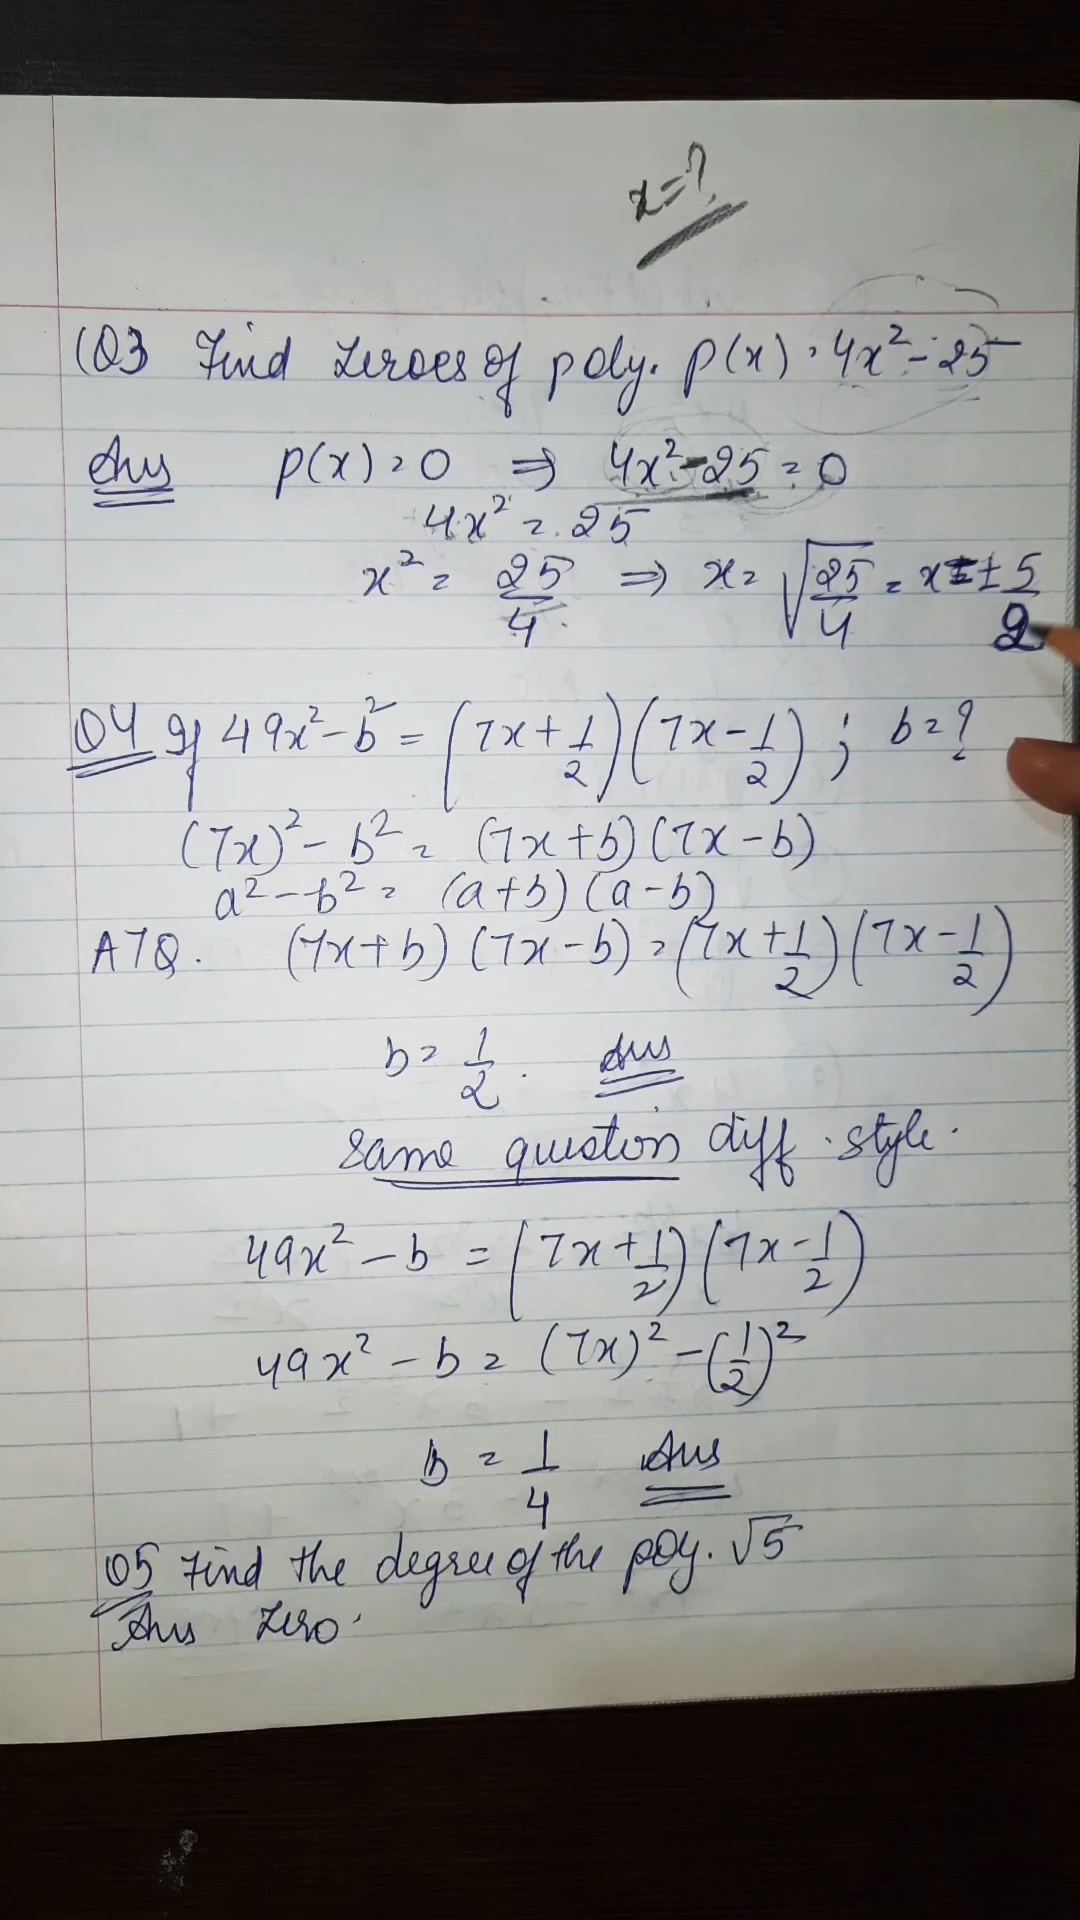 x=?
Q3 Find zeroes of poly. p(x) = 4x² - 25
Ans p(x) = 0 ⇒ 4x² - 25 = 0
4x² = 25
x² = 25/4 ⇒ x = √(25/4) = x = ± 5/2
Q4 If 49x² - b² = (7x + 1/2)(7x - 1/2) ; b = ?
(7x)² - b² = (7x + b)(7x - b)
a² - b² = (a + b)(a - b)
ATQ. (7x + b)(7x - b) = (7x + 1/2)(7x - 1/2)
b = 1/2. Ans
Same question diff. style.
49x² - b = (7x + 1/2)(7x - 1/2)
49x² - b = (7x)² - (1/2)²
b = 1/4 Ans
Q5 Find the degree of the poly. √5
Ans Zero.